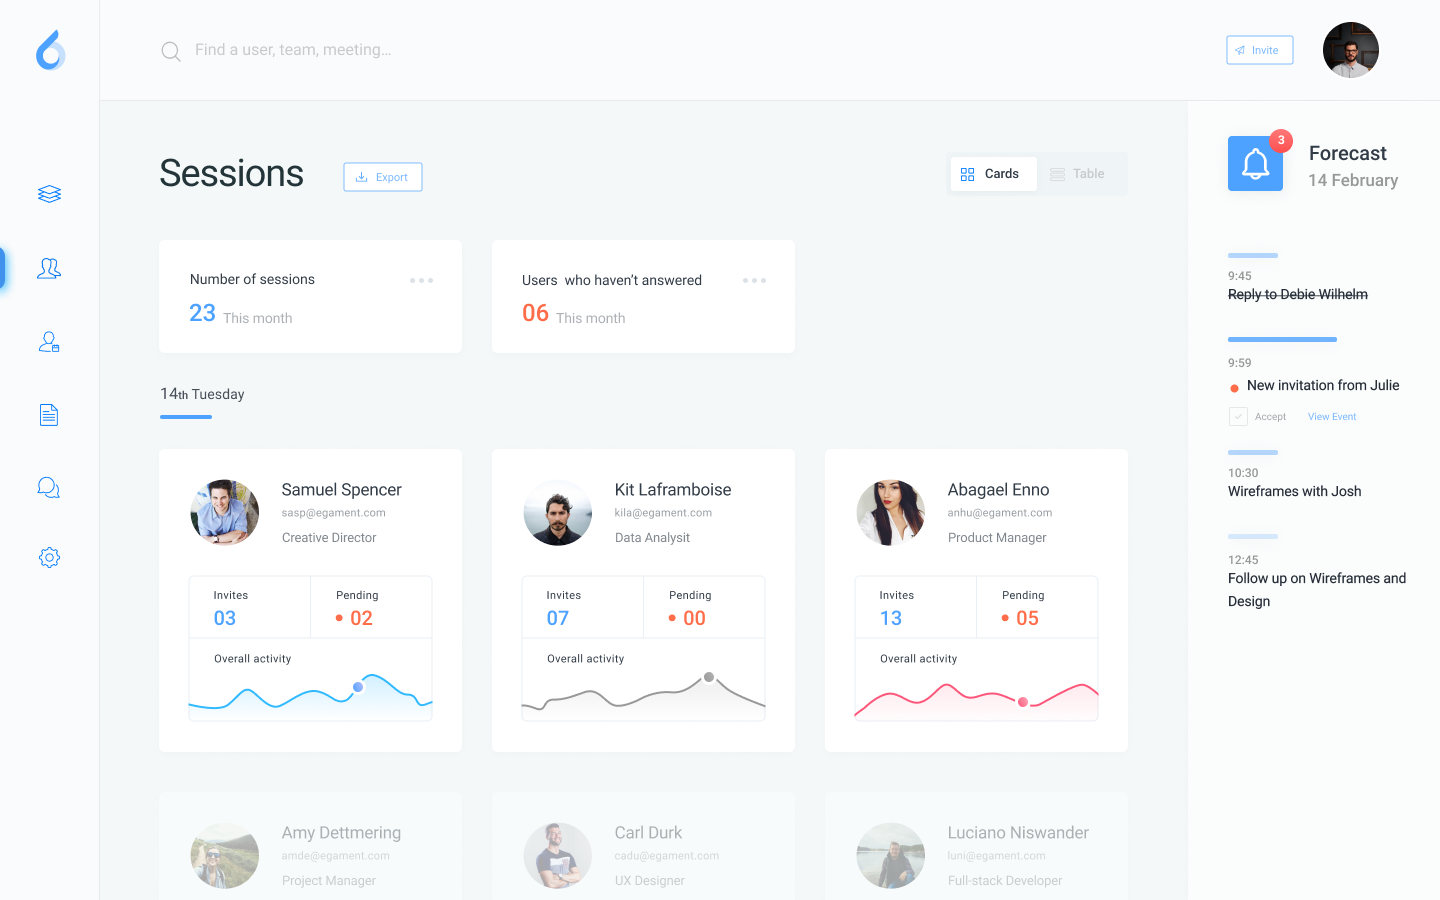 Find a user, team, meeting...
Invite
Sessions
Export
Cards
Table
3
Forecast
14 February
Number of sessions
23 This month
Users who haven't answered
06 This month
14th Tuesday
Samuel Spencer
sasp@egament.com
Creative Director
Invites
03
Pending
02
Overall activity
Kit Laframboise
kila@egament.com
Data Analysit
Invites
07
Pending
00
Overall activity
Abagael Enno
anhu@egament.com
Product Manager
Invites
13
Pending
05
Overall activity
Amy Dettmering
amde@egament.com
Project Manager
Carl Durk
cadu@egament.com
UX Designer
Luciano Niswander
luni@egament.com
Full-stack Developer
9:45
Reply to Debie Wilhelm
9:59
New invitation from Julie
Accept
View Event
10:30
Wireframes with Josh
12:45
Follow up on Wireframes and
Design